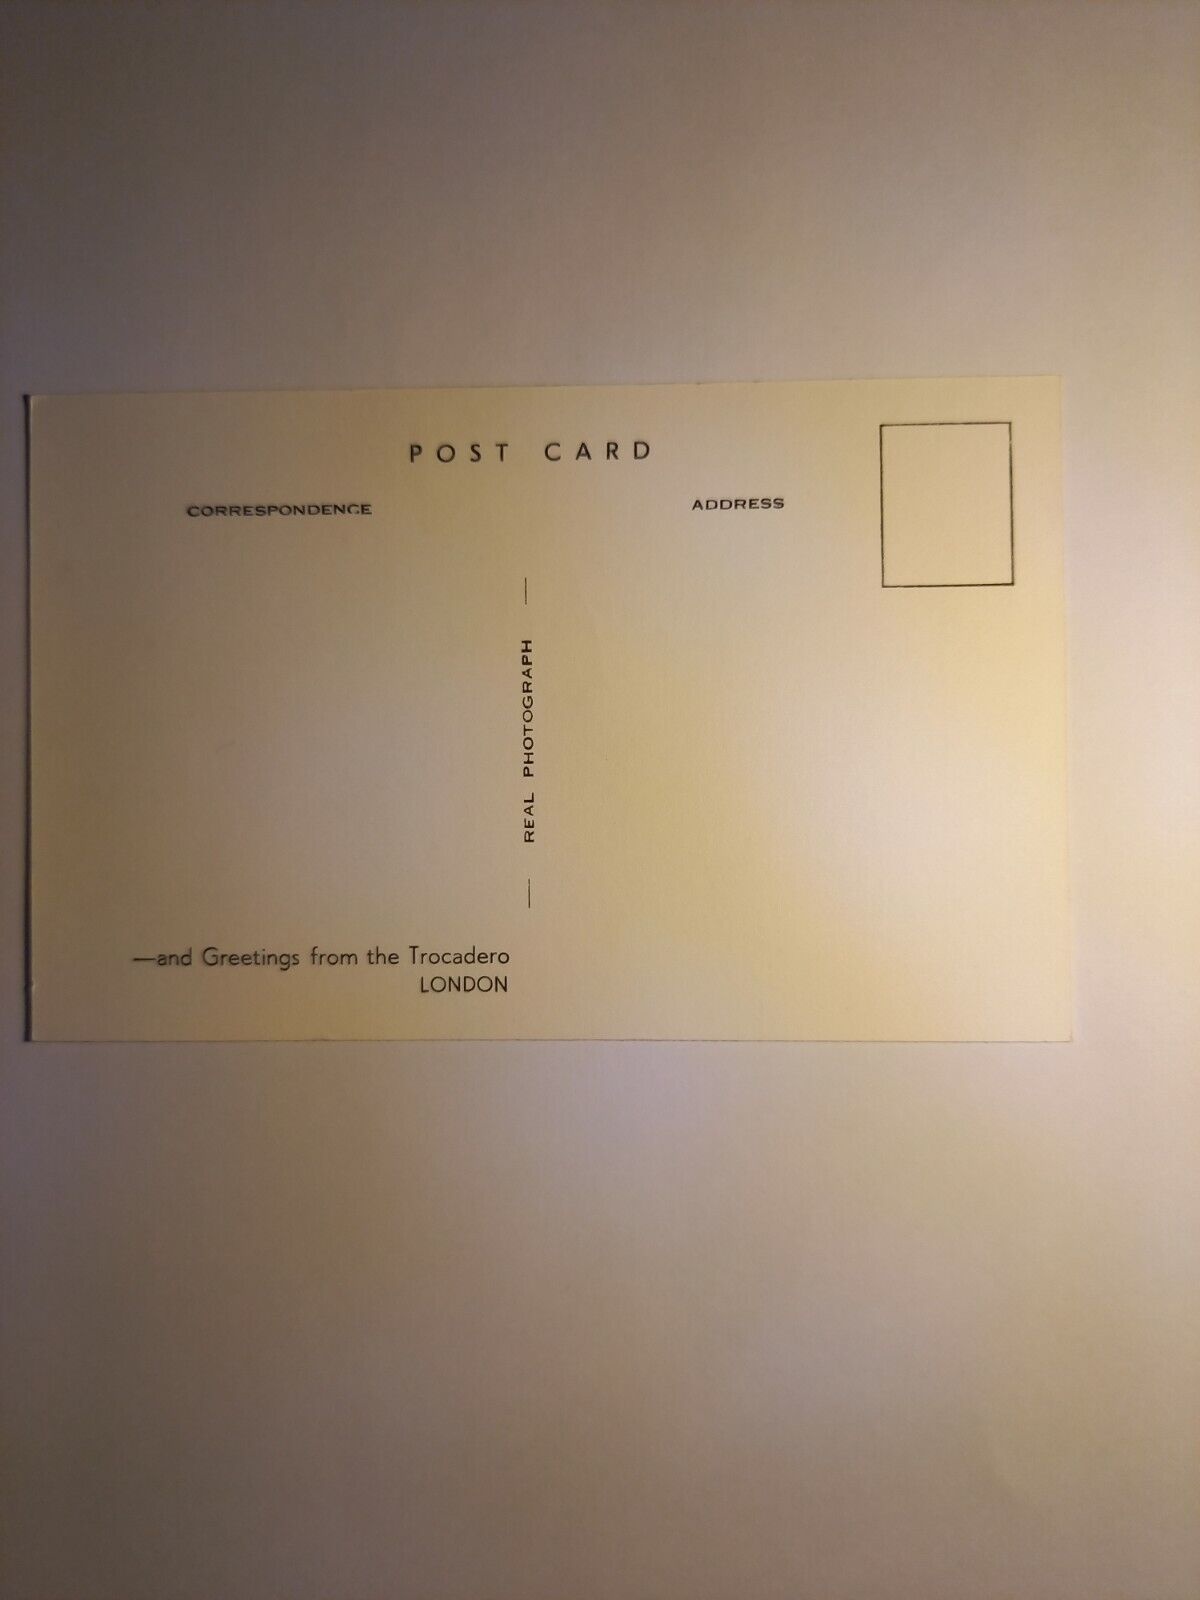 POST CARD
CORRESPONDENCE
ADDRESS
REAL PHOTOGRAPH
—and Greetings from the Trocadero
LONDON